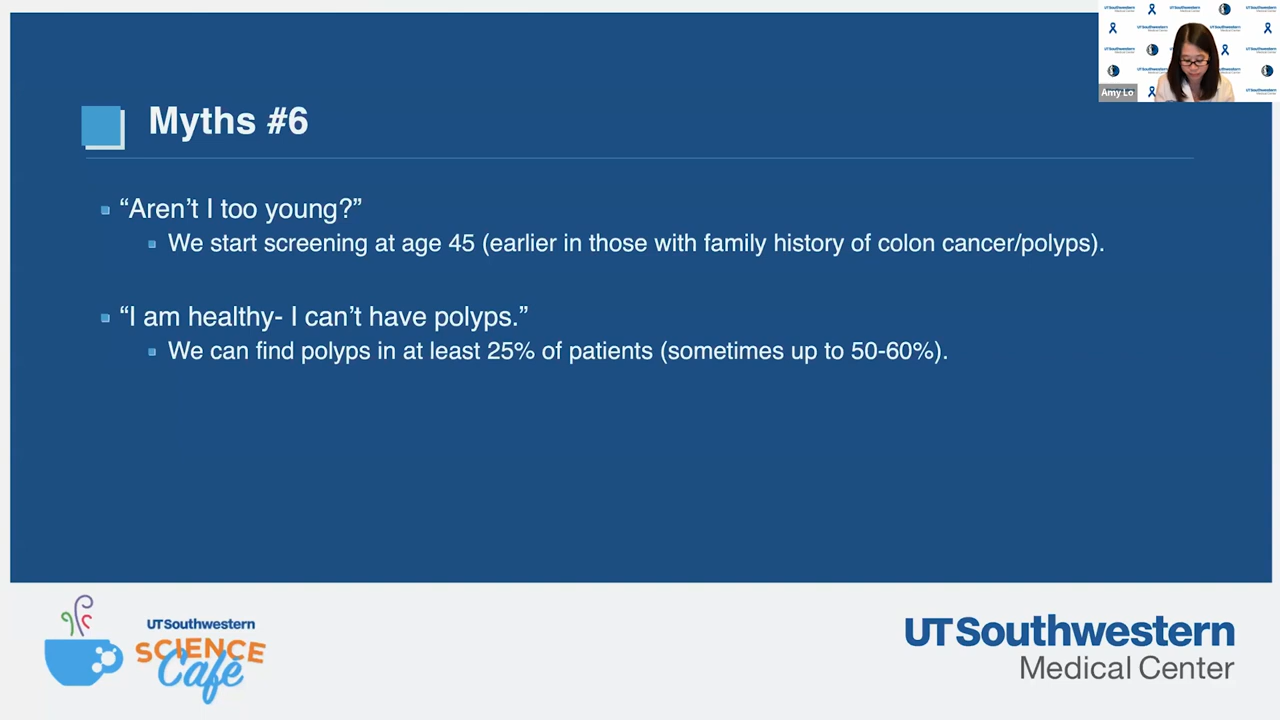 Myths #6
“Aren’t I too young?”
We start screening at age 45 (earlier in those with family history of colon cancer/polyps).
“I am healthy- I can’t have polyps.”
We can find polyps in at least 25% of patients (sometimes up to 50-60%).
Amy Lo
UT Southwestern
SCIENCE
Café
UT Southwestern
Medical Center